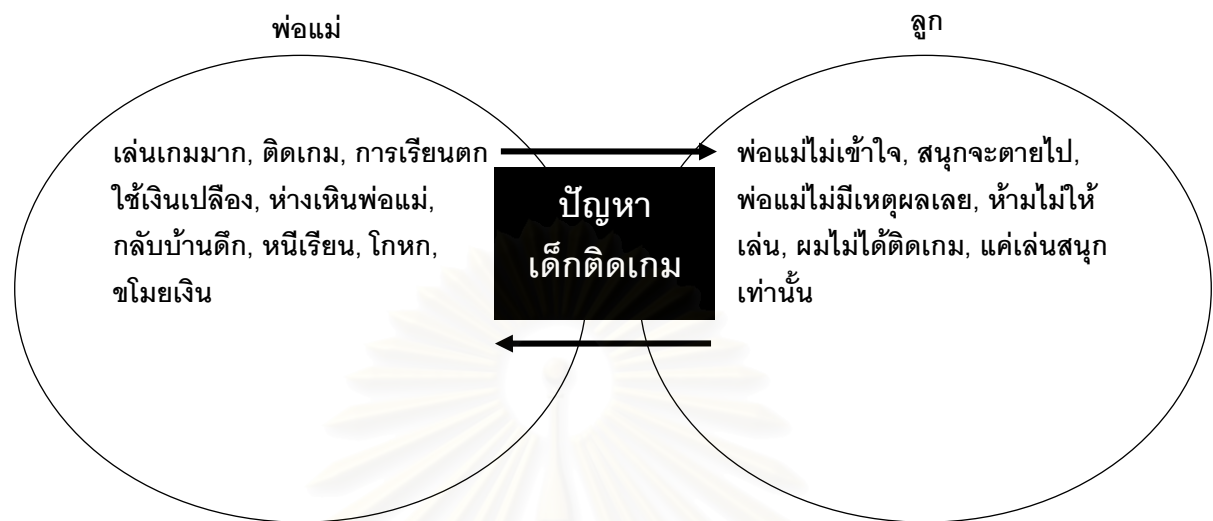 พ่อแม่
ลูก
เล่นเกมมาก, ติดเกม, การเรียนตก
ใช้เงินเปลือง, ห่างเหินพ่อแม่,
กลับบ้านดึก, หนีเรียน, โกหก,
ขโมยเงิน
ปัญหา
เด็กติดเกม
พ่อแม่ไม่เข้าใจ, สนุกจะตายไป,
พ่อแม่ไม่มีเหตุผลเลย, ห้ามไม่ให้
เล่น, ผมไม่ได้ติดเกม, แค่เล่นสนุก
เท่านั้น